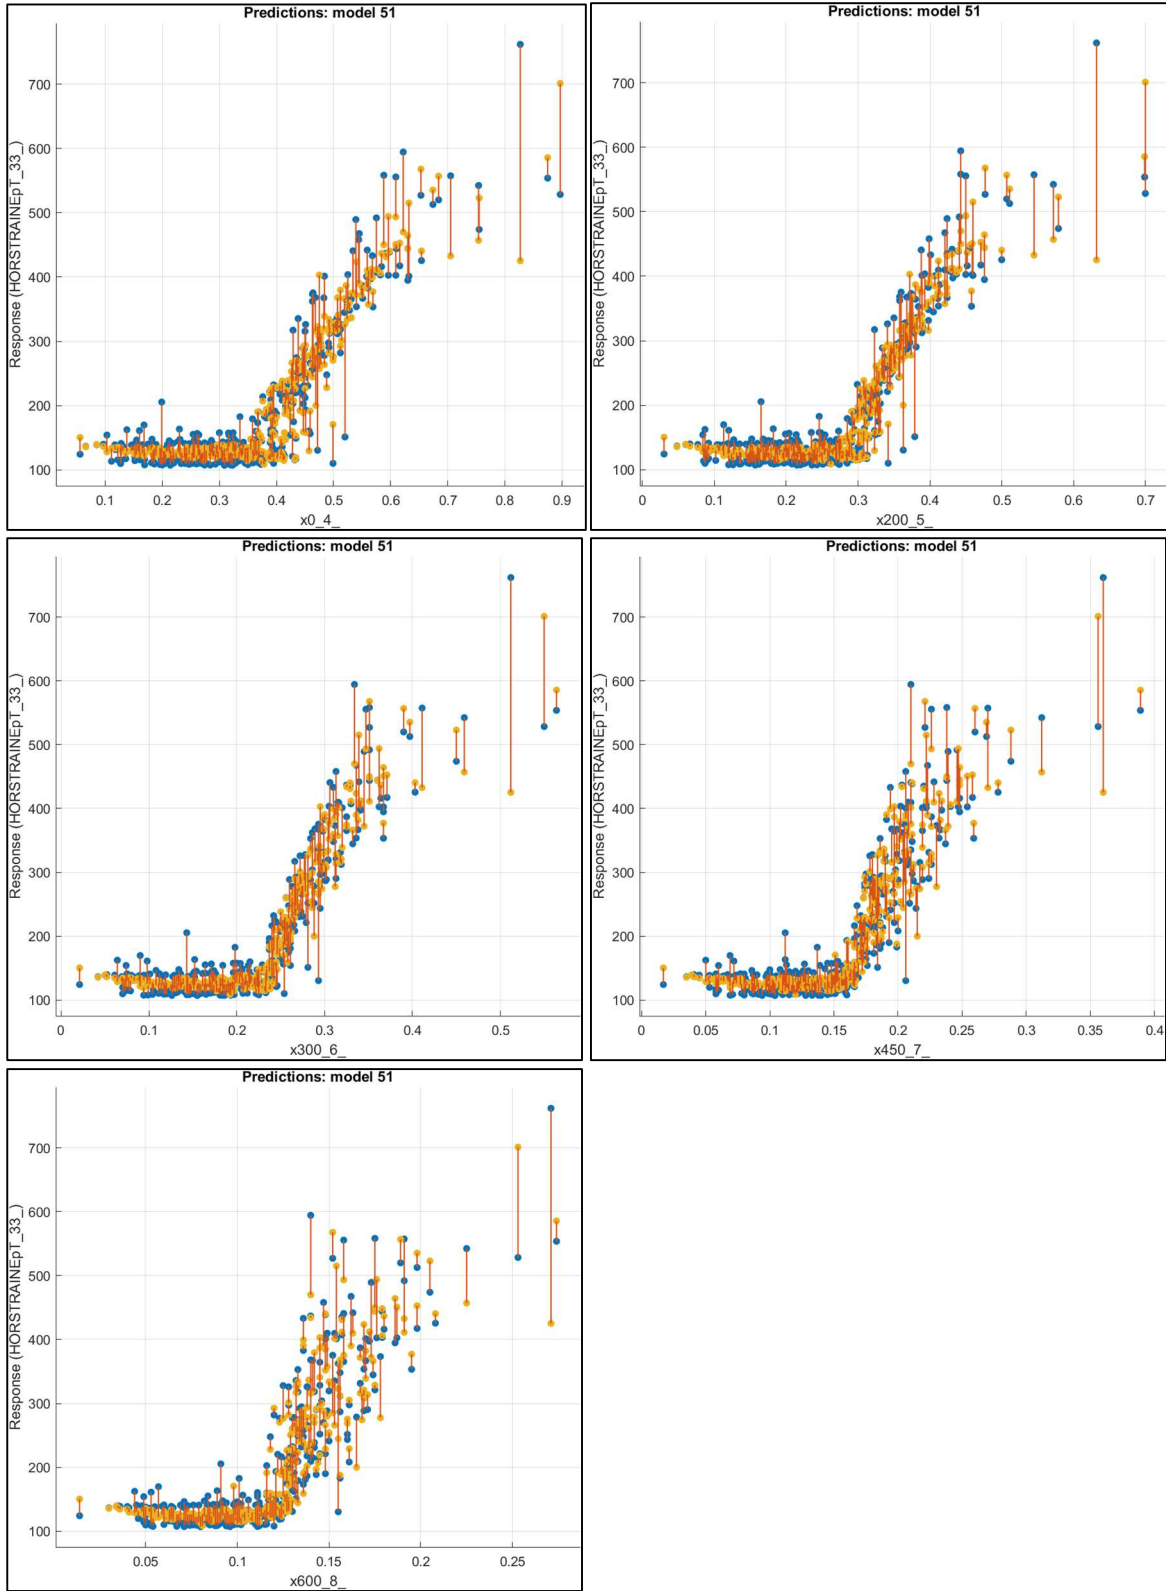 Predictions: model 51
Response (HORSTRAINEpT_33_)
700
600
500
400
300
200
100
0.1 0.2 0.3 0.4 0.5 0.6 0.7 0.8 0.9
x0_4_
Predictions: model 51
Response (HORSTRAINEpT_33_)
700
600
500
400
300
200
100
0 0.1 0.2 0.3 0.4 0.5 0.6 0.7
x200_5_
Predictions: model 51
Response (HORSTRAINEpT_33_)
700
600
500
400
300
200
100
0 0.1 0.2 0.3 0.4 0.5
x300_6_
Predictions: model 51
Response (HORSTRAINEpT_33_)
700
600
500
400
300
200
100
0 0.05 0.1 0.15 0.2 0.25 0.3 0.35 0.4
x450_7_
Predictions: model 51
Response (HORSTRAINEpT_33_)
700
600
500
400
300
200
100
0.05 0.1 0.15 0.2 0.25
x600_8_